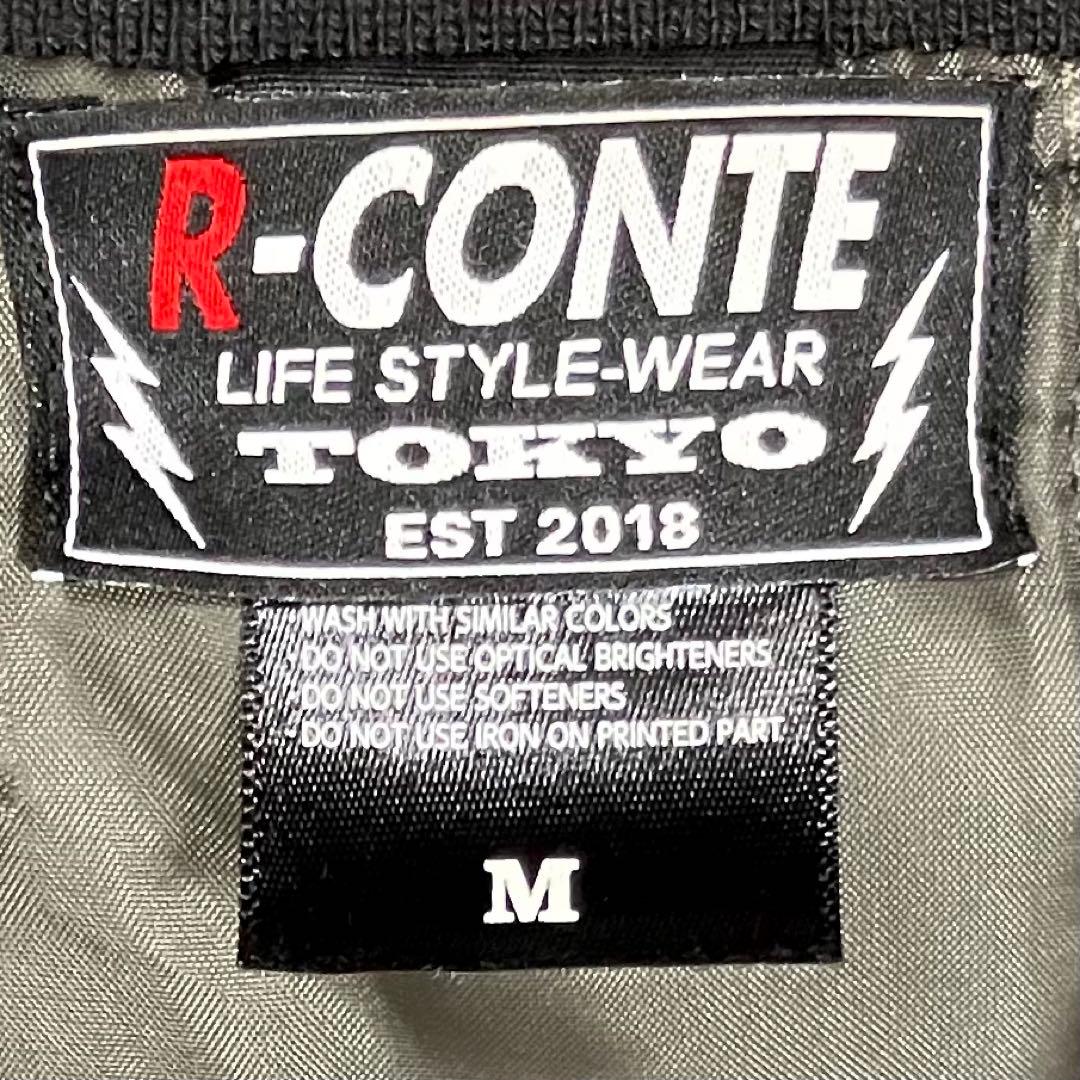 R-CONTE
LIFE STYLE-WEAR
TOKYO
EST 2018
· WASH WITH SIMILAR COLORS
· DO NOT USE OPTICAL BRIGHTENERS
· DO NOT USE SOFTENERS
· DO NOT USE IRON ON PRINTED PART
M